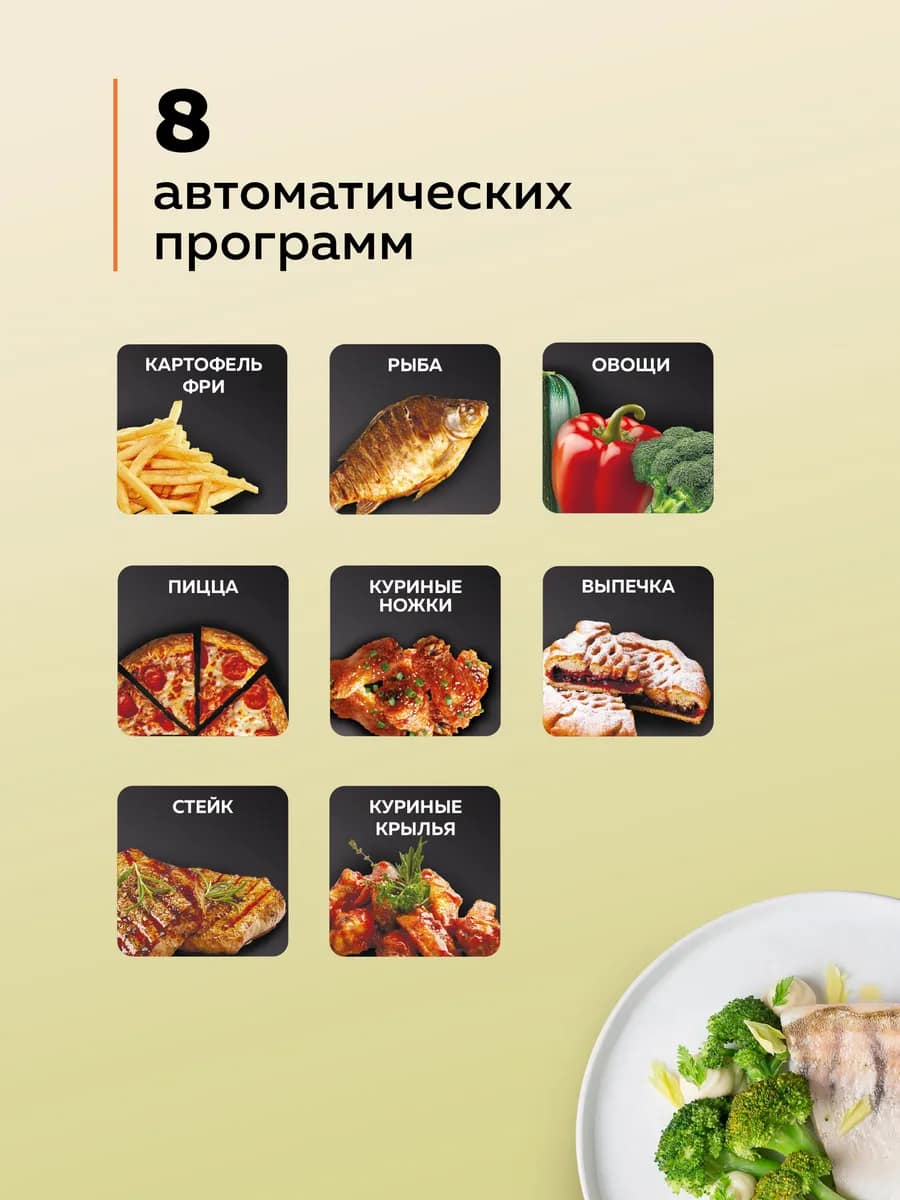 8
автоматических
программ
КАРТОФЕЛЬ
ФРИ
РЫБА
ОВОЩИ
ПИЦЦА
КУРИНЫЕ
НОЖКИ
ВЫПЕЧКА
СТЕЙК
КУРИНЫЕ
КРЫЛЬЯ